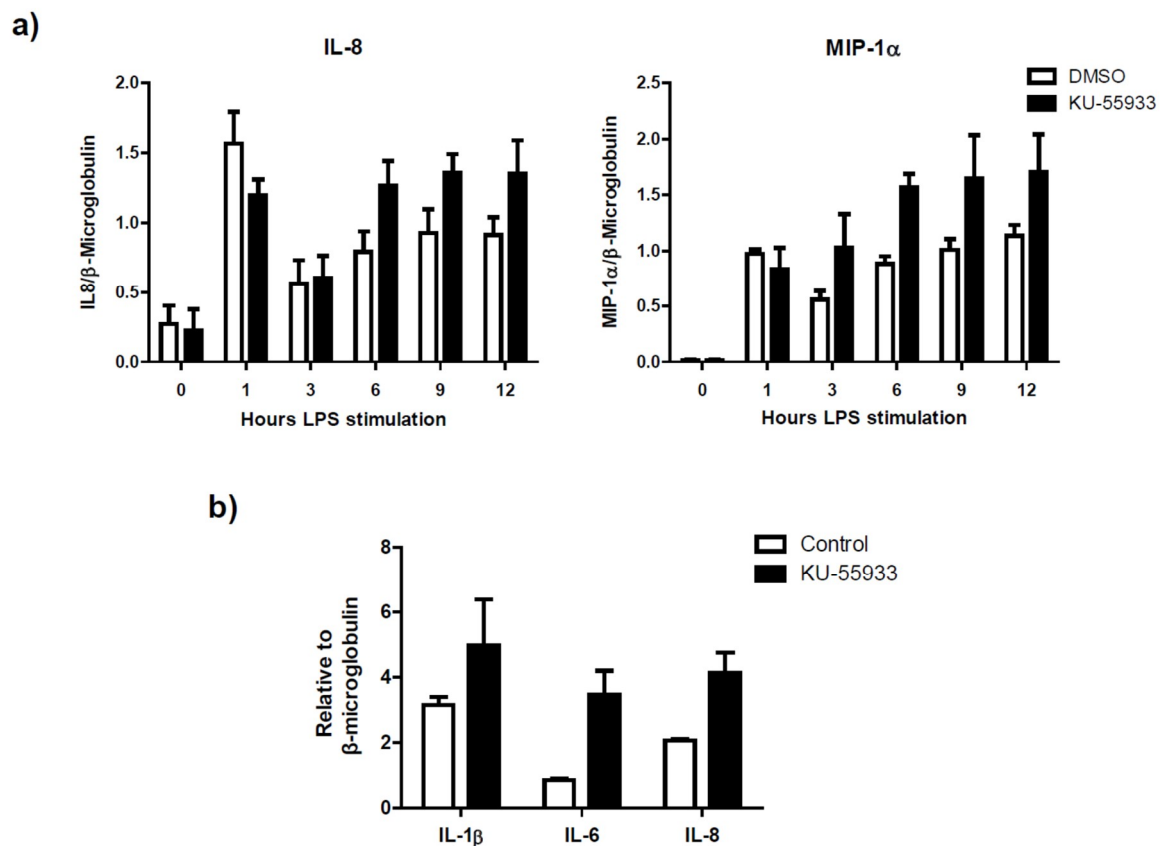 a)
IL-8
IL8/β-Microglobulin
2.0
1.5
1.0
0.5
0.0
0 1 3 6 9 12
Hours LPS stimulation
MIP-1α
MIP-1α/β-Microglobulin
2.5
2.0
1.5
1.0
0.5
0.0
0 1 3 6 9 12
Hours LPS stimulation
DMSO
KU-55933
b)
Relative to
β-microglobulin
8
6
4
2
0
IL-1β IL-6 IL-8
Control
KU-55933